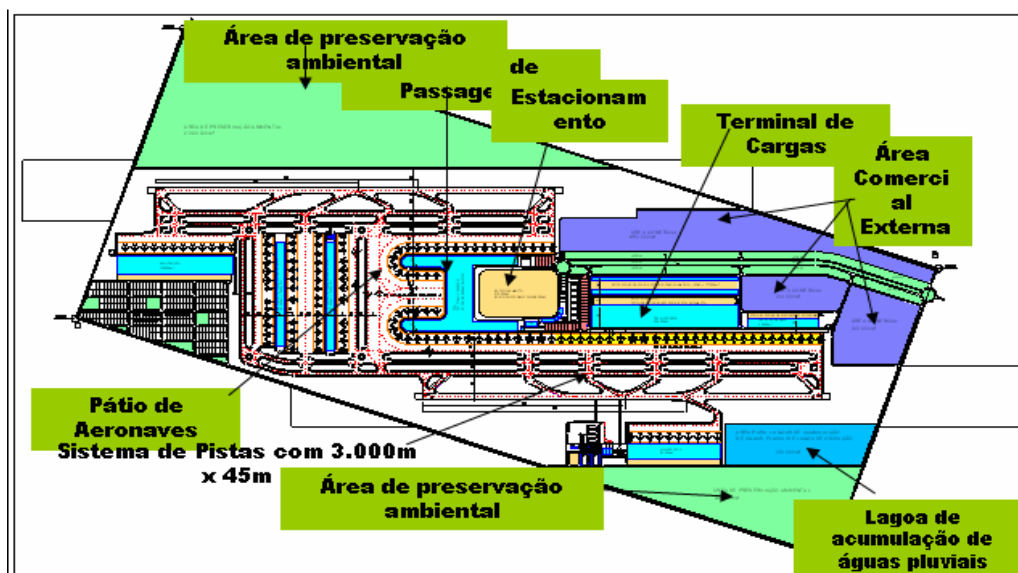 Área de preservação
ambiental
de
Passage
Estacionam
ento
Terminal de
Cargas
Área
Comerci
al
Externa
Pátio de
Aeronaves
Sistema de Pistas com 3.000m
x 45m
Área de preservação
ambiental
Lagoa de
acumulação de
águas pluviais